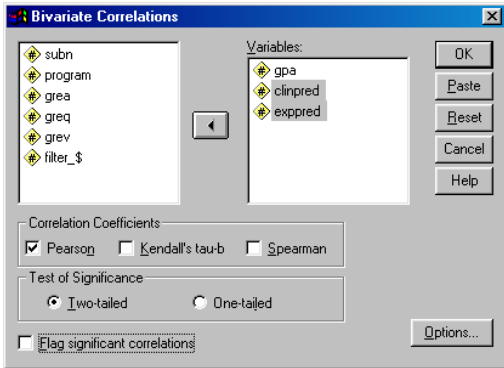 Bivariate Correlations
subn
program
grea
greq
grev
filter_$
Variables:
gpa
clinpred
exppred
OK
Paste
Reset
Cancel
Help
Correlation Coefficients
Pearson Kendall's tau-b Spearman
Test of Significance
Two-tailed One-tailed
Flag significant correlations
Options...